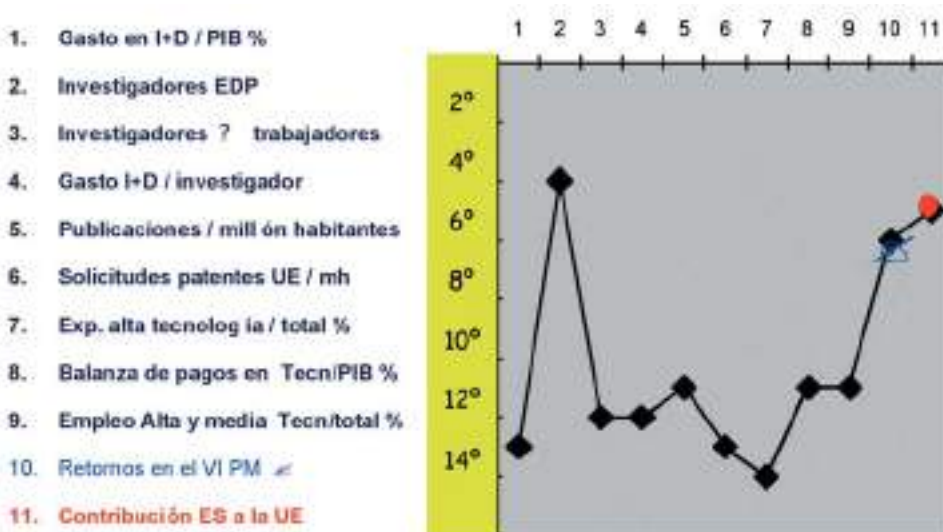 1. Gasto en I+D / PIB %
2. Investigadores EDP
3. Investigadores ? trabajadores
4. Gasto I+D / investigador
5. Publicaciones / mill ón habitantes
6. Solicitudes patentes UE / mh
7. Exp. alta tecnolog ía / total %
8. Balanza de pagos en Tecn/PIB %
9. Empleo Alta y media Tecn/total %
10. Retornos en el VI PM
11. Contribución ES a la UE
1 2 3 4 5 6 7 8 9 10 11
2º
4º
6º
8º
10º
12º
14º